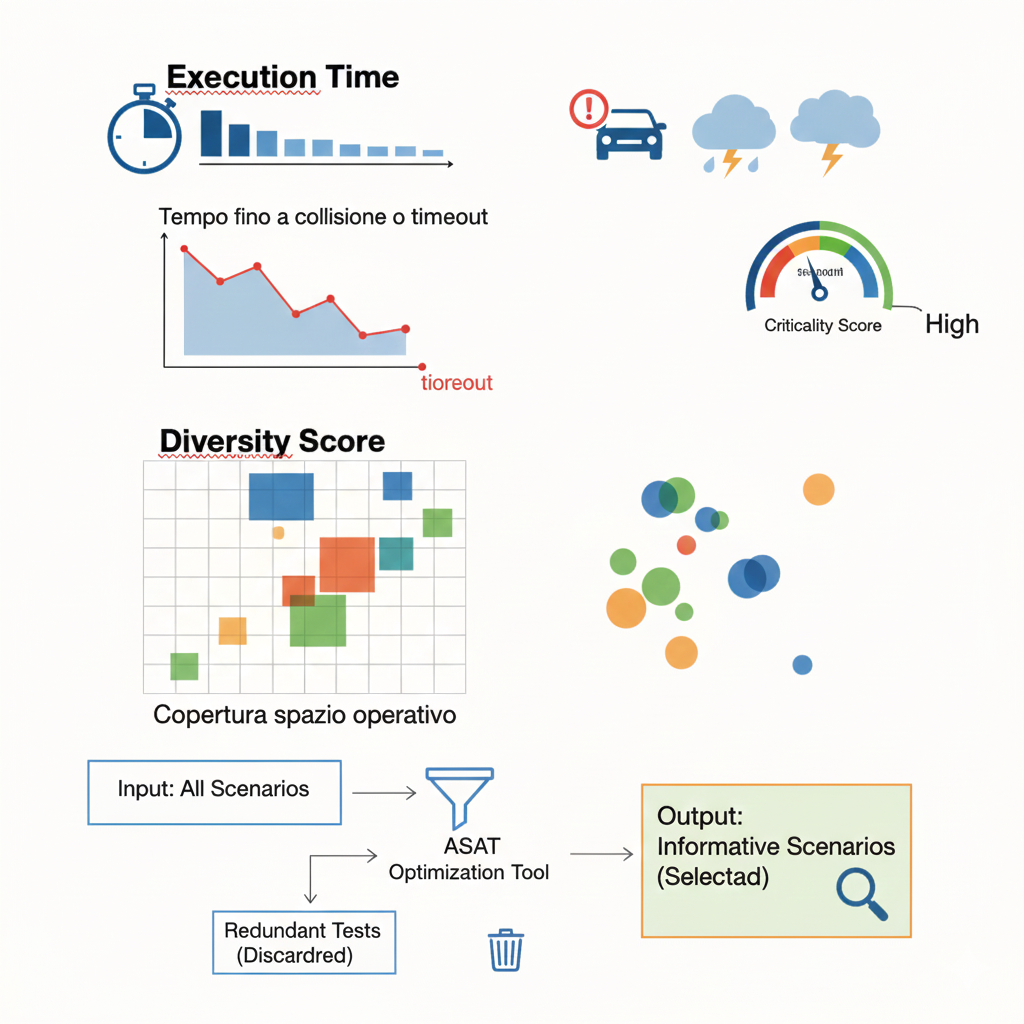 Execution Time
Tempo fino a collisione o timeout
tioreout
Criticality Score
High
Diversity Score
Copertura spazio operativo
Input: All Scenarios
ASAT
Optimization Tool
Output:
Informative Scenarios
(Selectad)
Redundant Tests
(Discardred)